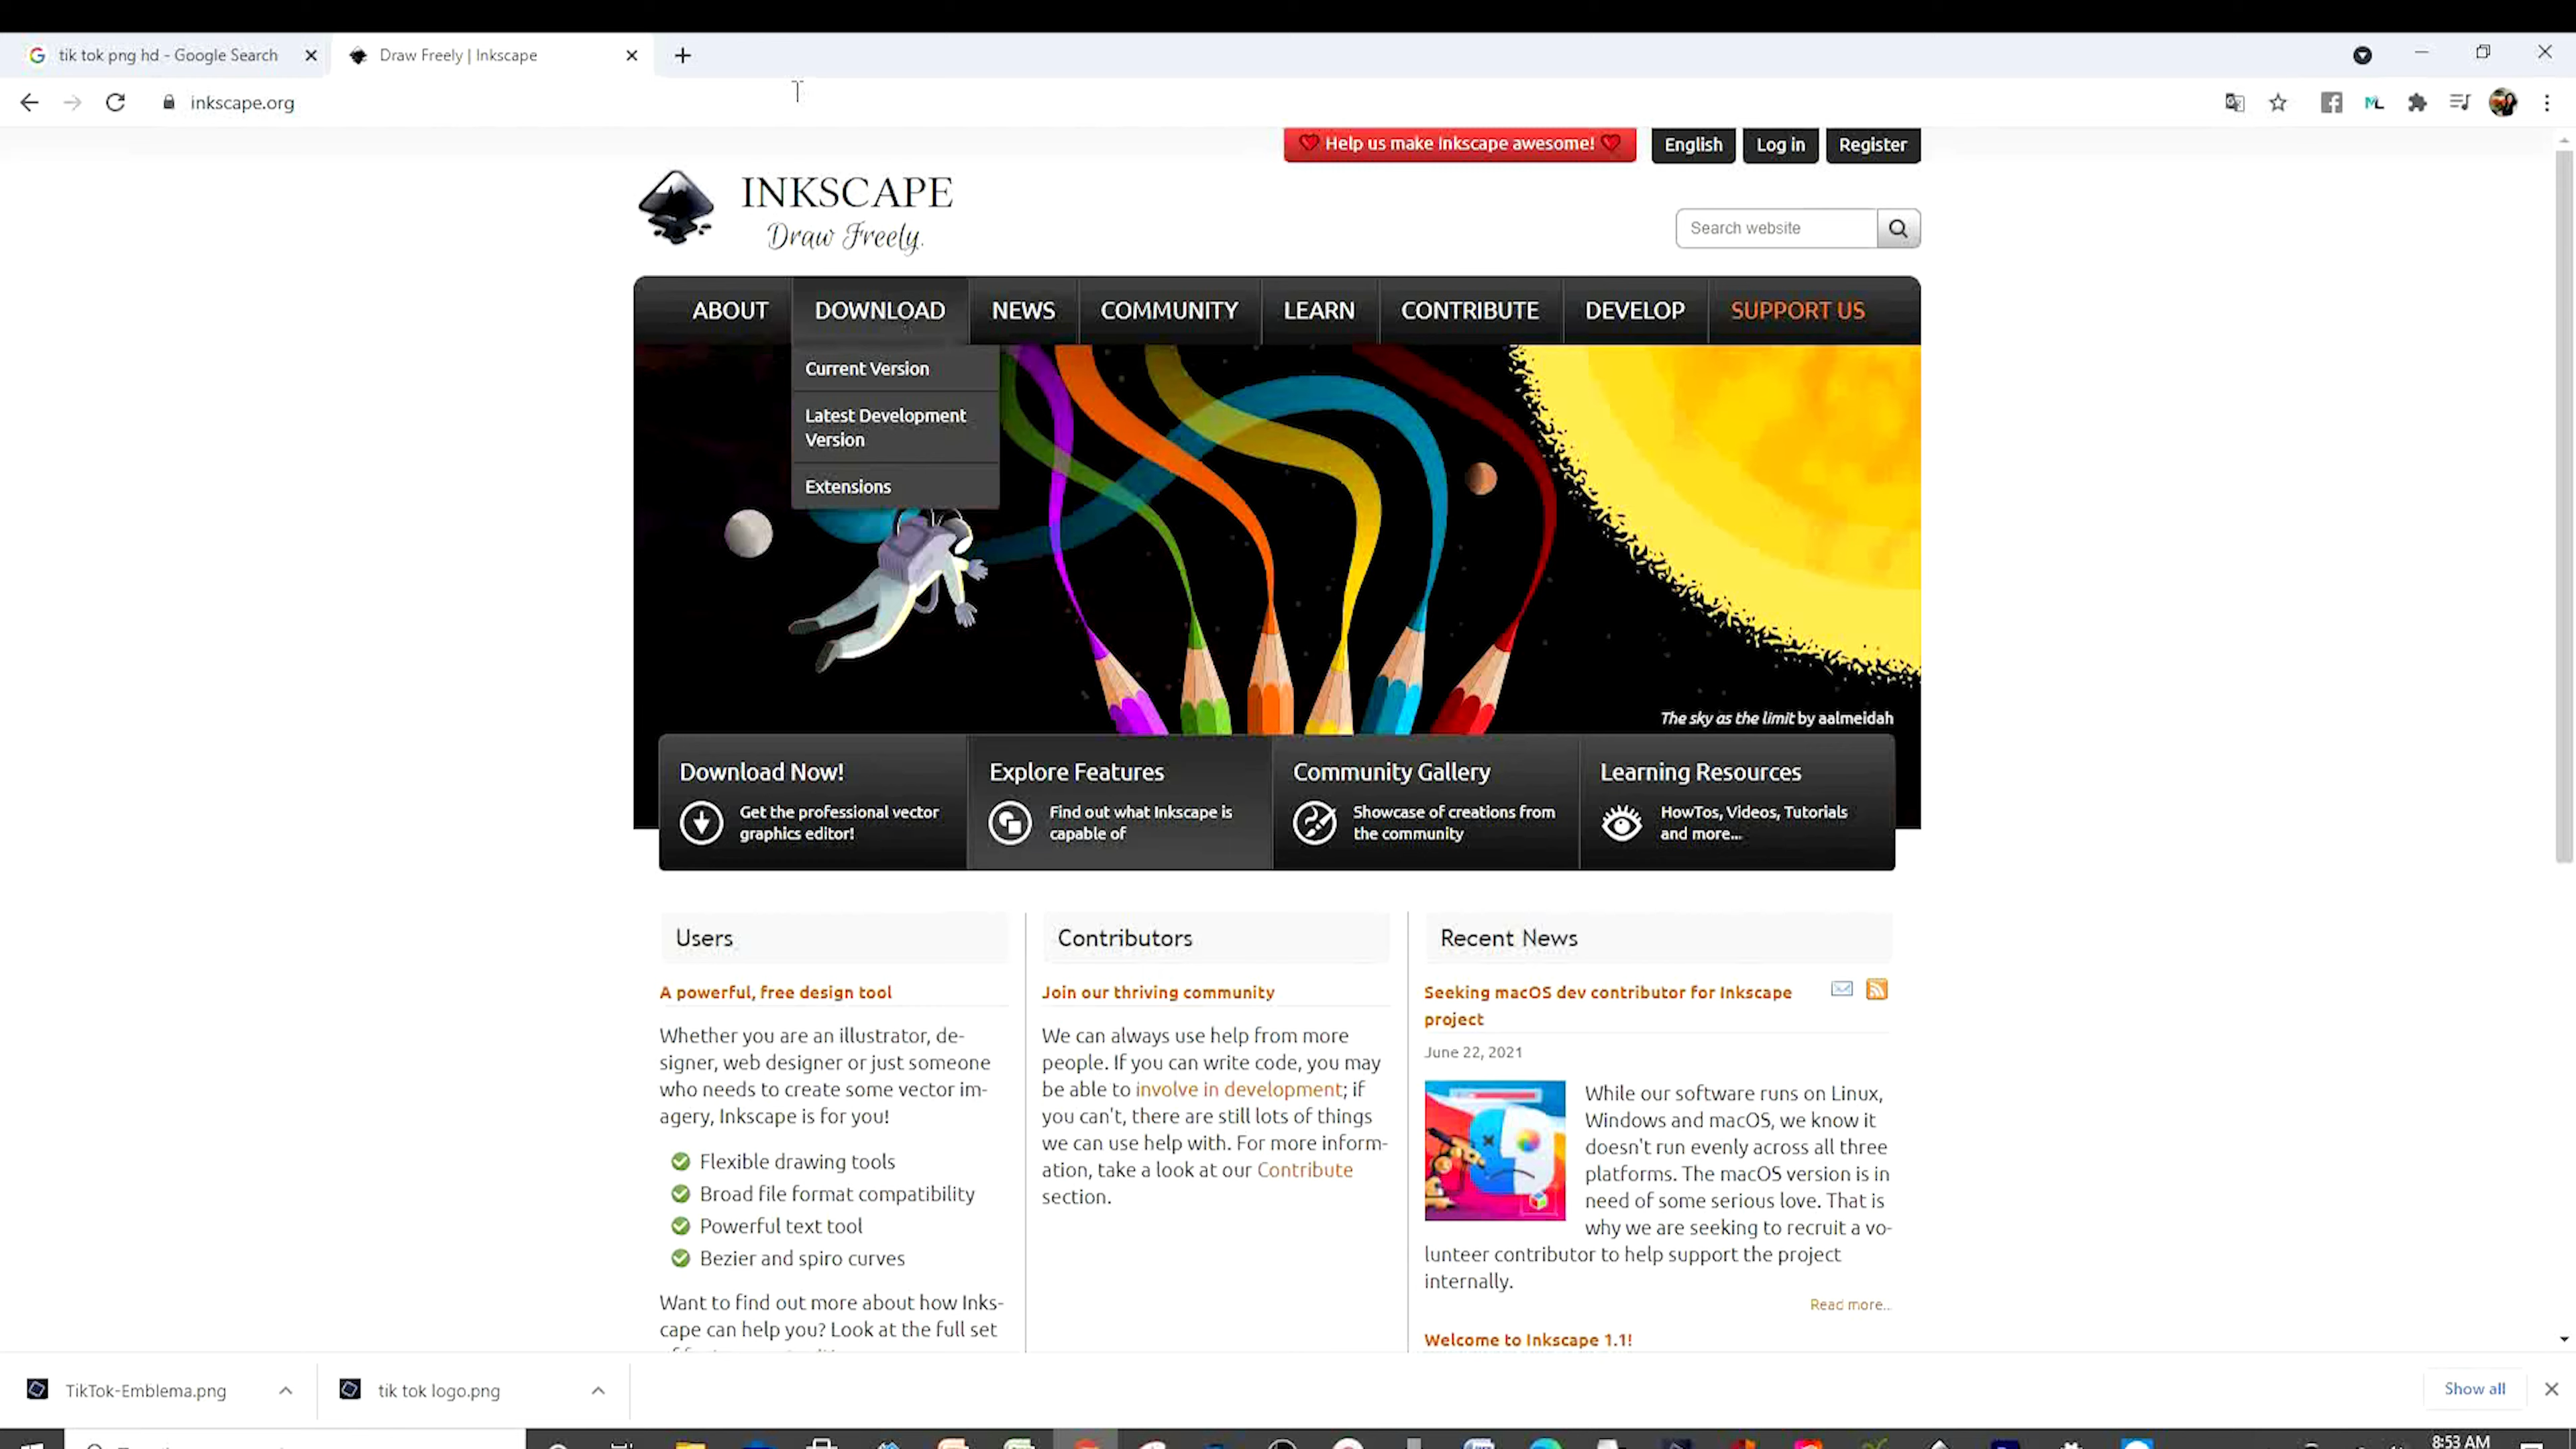 tik tok png hd - Google Search
Draw Freely | Inkscape
inkscape.org
ML
Help us make Inkscape awesome!
English
Log in
Register
INKSCAPE
Draw Freely.
Search website
ABOUT
DOWNLOAD
NEWS
COMMUNITY
LEARN
CONTRIBUTE
DEVELOP
SUPPORT US
Current Version
Latest Development
Version
Extensions
The sky as the limit by aalmeidah
Download Now!
Get the professional vector
graphics editor!
Explore Features
Find out what Inkscape is
capable of
Community Gallery
Showcase of creations from
the community
Learning Resources
HowTos, Videos, Tutorials
and more...
Users
A powerful, free design tool
Whether you are an illustrator, de-
signer, web designer or just someone
who needs to create some vector im-
agery, Inkscape is for you!
Flexible drawing tools
Broad file format compatibility
Powerful text tool
Bezier and spiro curves
Want to find out more about how Inks-
cape can help you? Look at the full set
Contributors
Join our thriving community
We can always use help from more
people. If you can write code, you may
be able to involve in development; if
you can't, there are still lots of things
we can use help with. For more inform-
ation, take a look at our Contribute
section.
Recent News
Seeking macOS dev contributor for Inkscape
project
June 22, 2021
While our software runs on Linux,
Windows and macOS, we know it
doesn't run evenly across all three
platforms. The macOS version is in
need of some serious love. That is
why we are seeking to recruit a vo-
lunteer contributor to help support the project
internally.
Read more...
Welcome to Inkscape 1.1!
TikTok-Emblema.png
tik tok logo.png
Show all
8:53 AM